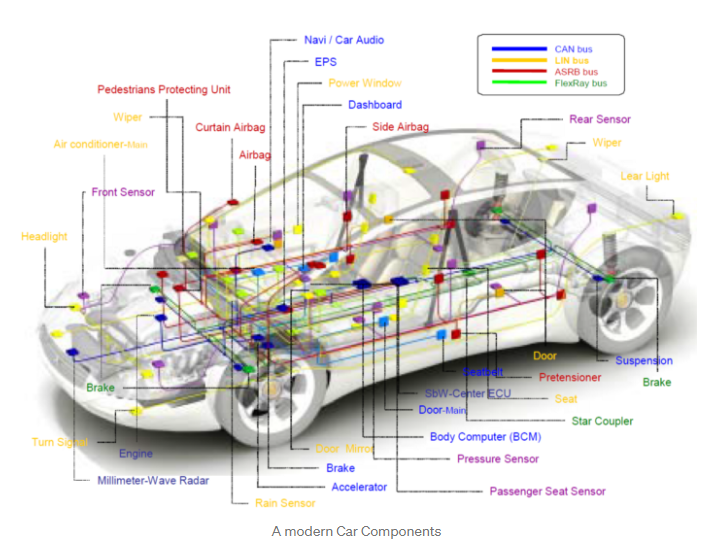 Navi / Car Audio
EPS
Power Window
Dashboard
Side Airbag
CAN bus
LIN bus
ASRB bus
FlexRay bus
Pedestrians Protecting Unit
Wiper
Curtain Airbag
Airbag
Air conditioner-Main
Front Sensor
Headlight
Rear Sensor
Wiper
Lear Light
Brake
Turn Signal
Engine
Millimeter-Wave Radar
Door
Suspension
Brake
Seatbelt
Pretensioner
SbW-Center ECU
Seat
Door-Main
Star Coupler
Body Computer (BCM)
Door Mirror
Pressure Sensor
Brake
Accelerator
Passenger Seat Sensor
Rain Sensor
A modern Car Components